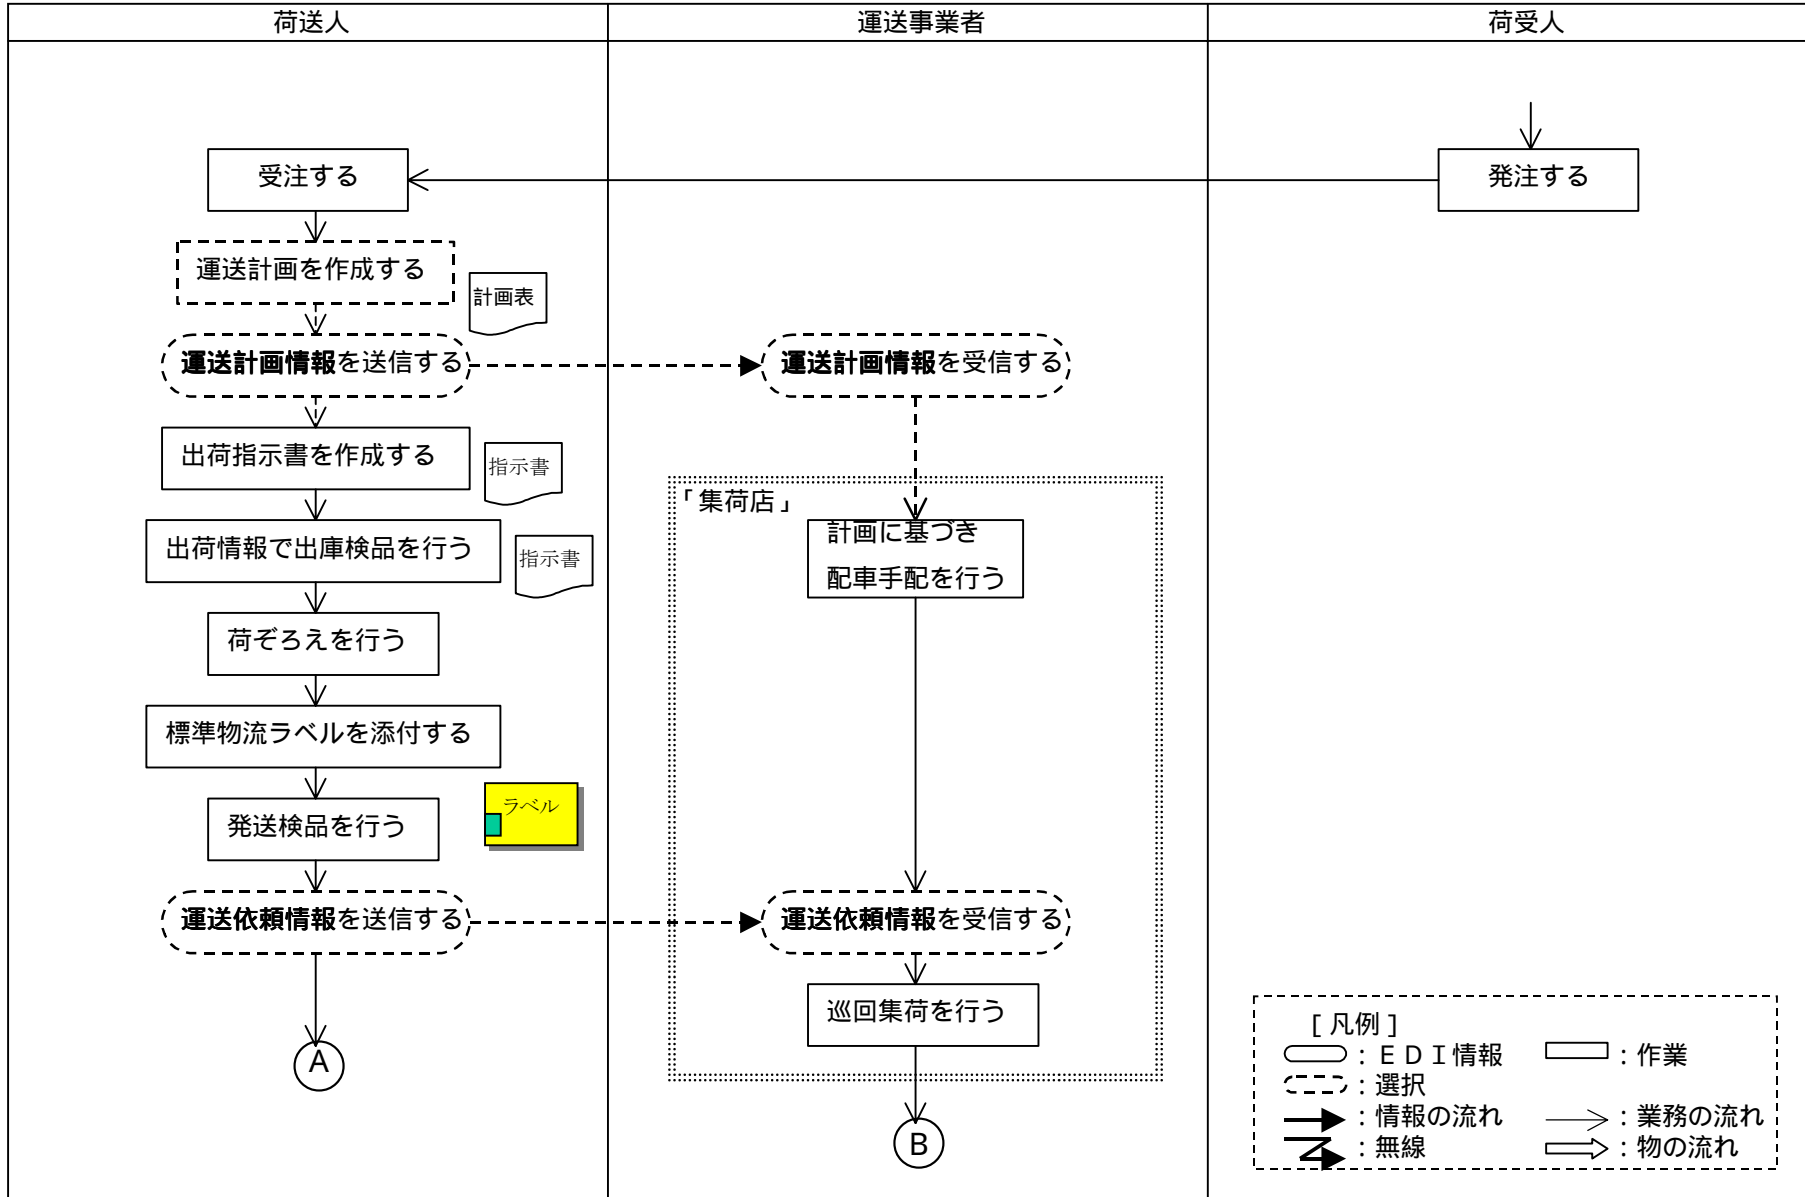 荷送人
運送事業者
荷受人
受注する
発注する
運送計画を作成する
計画表
運送計画情報を送信する
運送計画情報を受信する
出荷指示書を作成する
指示書
「集荷店」
計画に基づき
配車手配を行う
出荷情報で出庫検品を行う
指示書
荷ぞろえを行う
標準物流ラベルを添付する
ラベル
発送検品を行う
運送依頼情報を送信する
運送依頼情報を受信する
巡回集荷を行う
A
B
[凡例]
:ＥＤＩ情報
:作業
:選択
:情報の流れ
:業務の流れ
:無線
:物の流れ